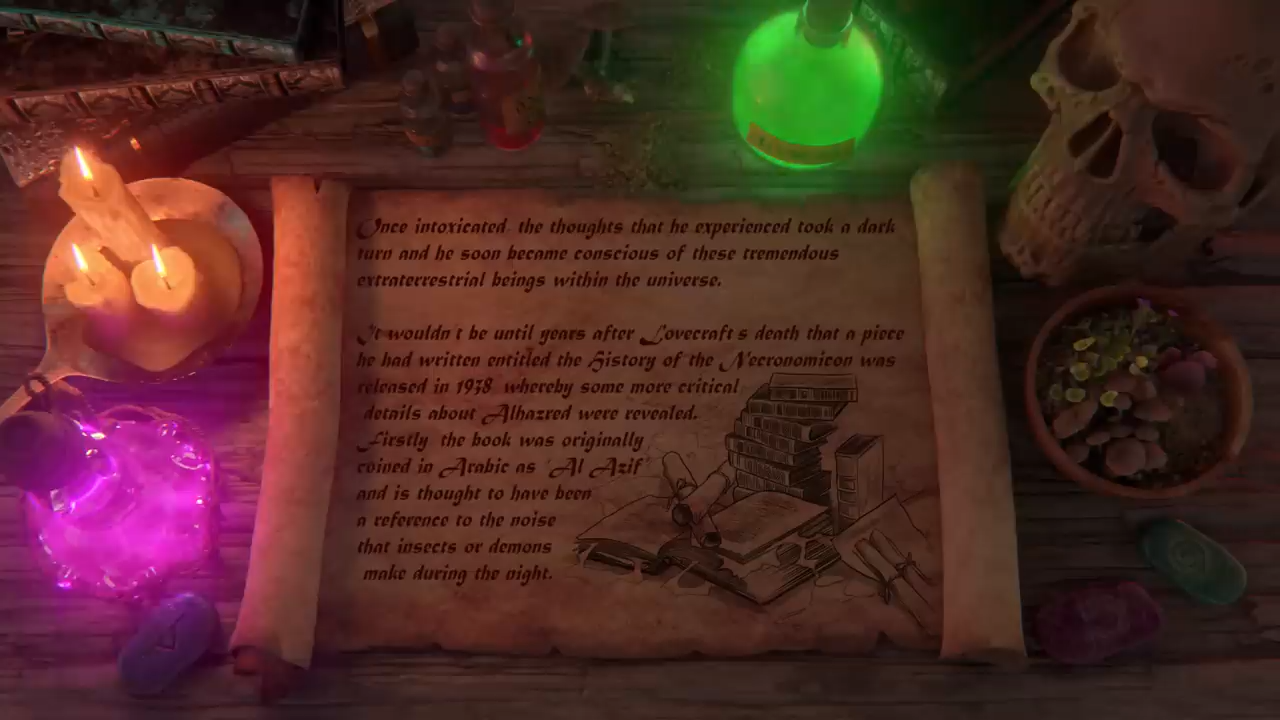 Once intoxicated the thoughts that he experienced took a dark
turn and he soon became conscious of these tremendous
extraterrestrial beings within the universe.
It wouldn t be until years after Lovecraft s death that a piece
he had written entitled the History of the Necronomicon was
released in 1938 whereby some more critical
details about Alhazred were revealed.
Firstly the book was originally
coined in Arabic as 'Al Azif'
and is thought to have been
a reference to the noise
that insects or demons
make during the night.